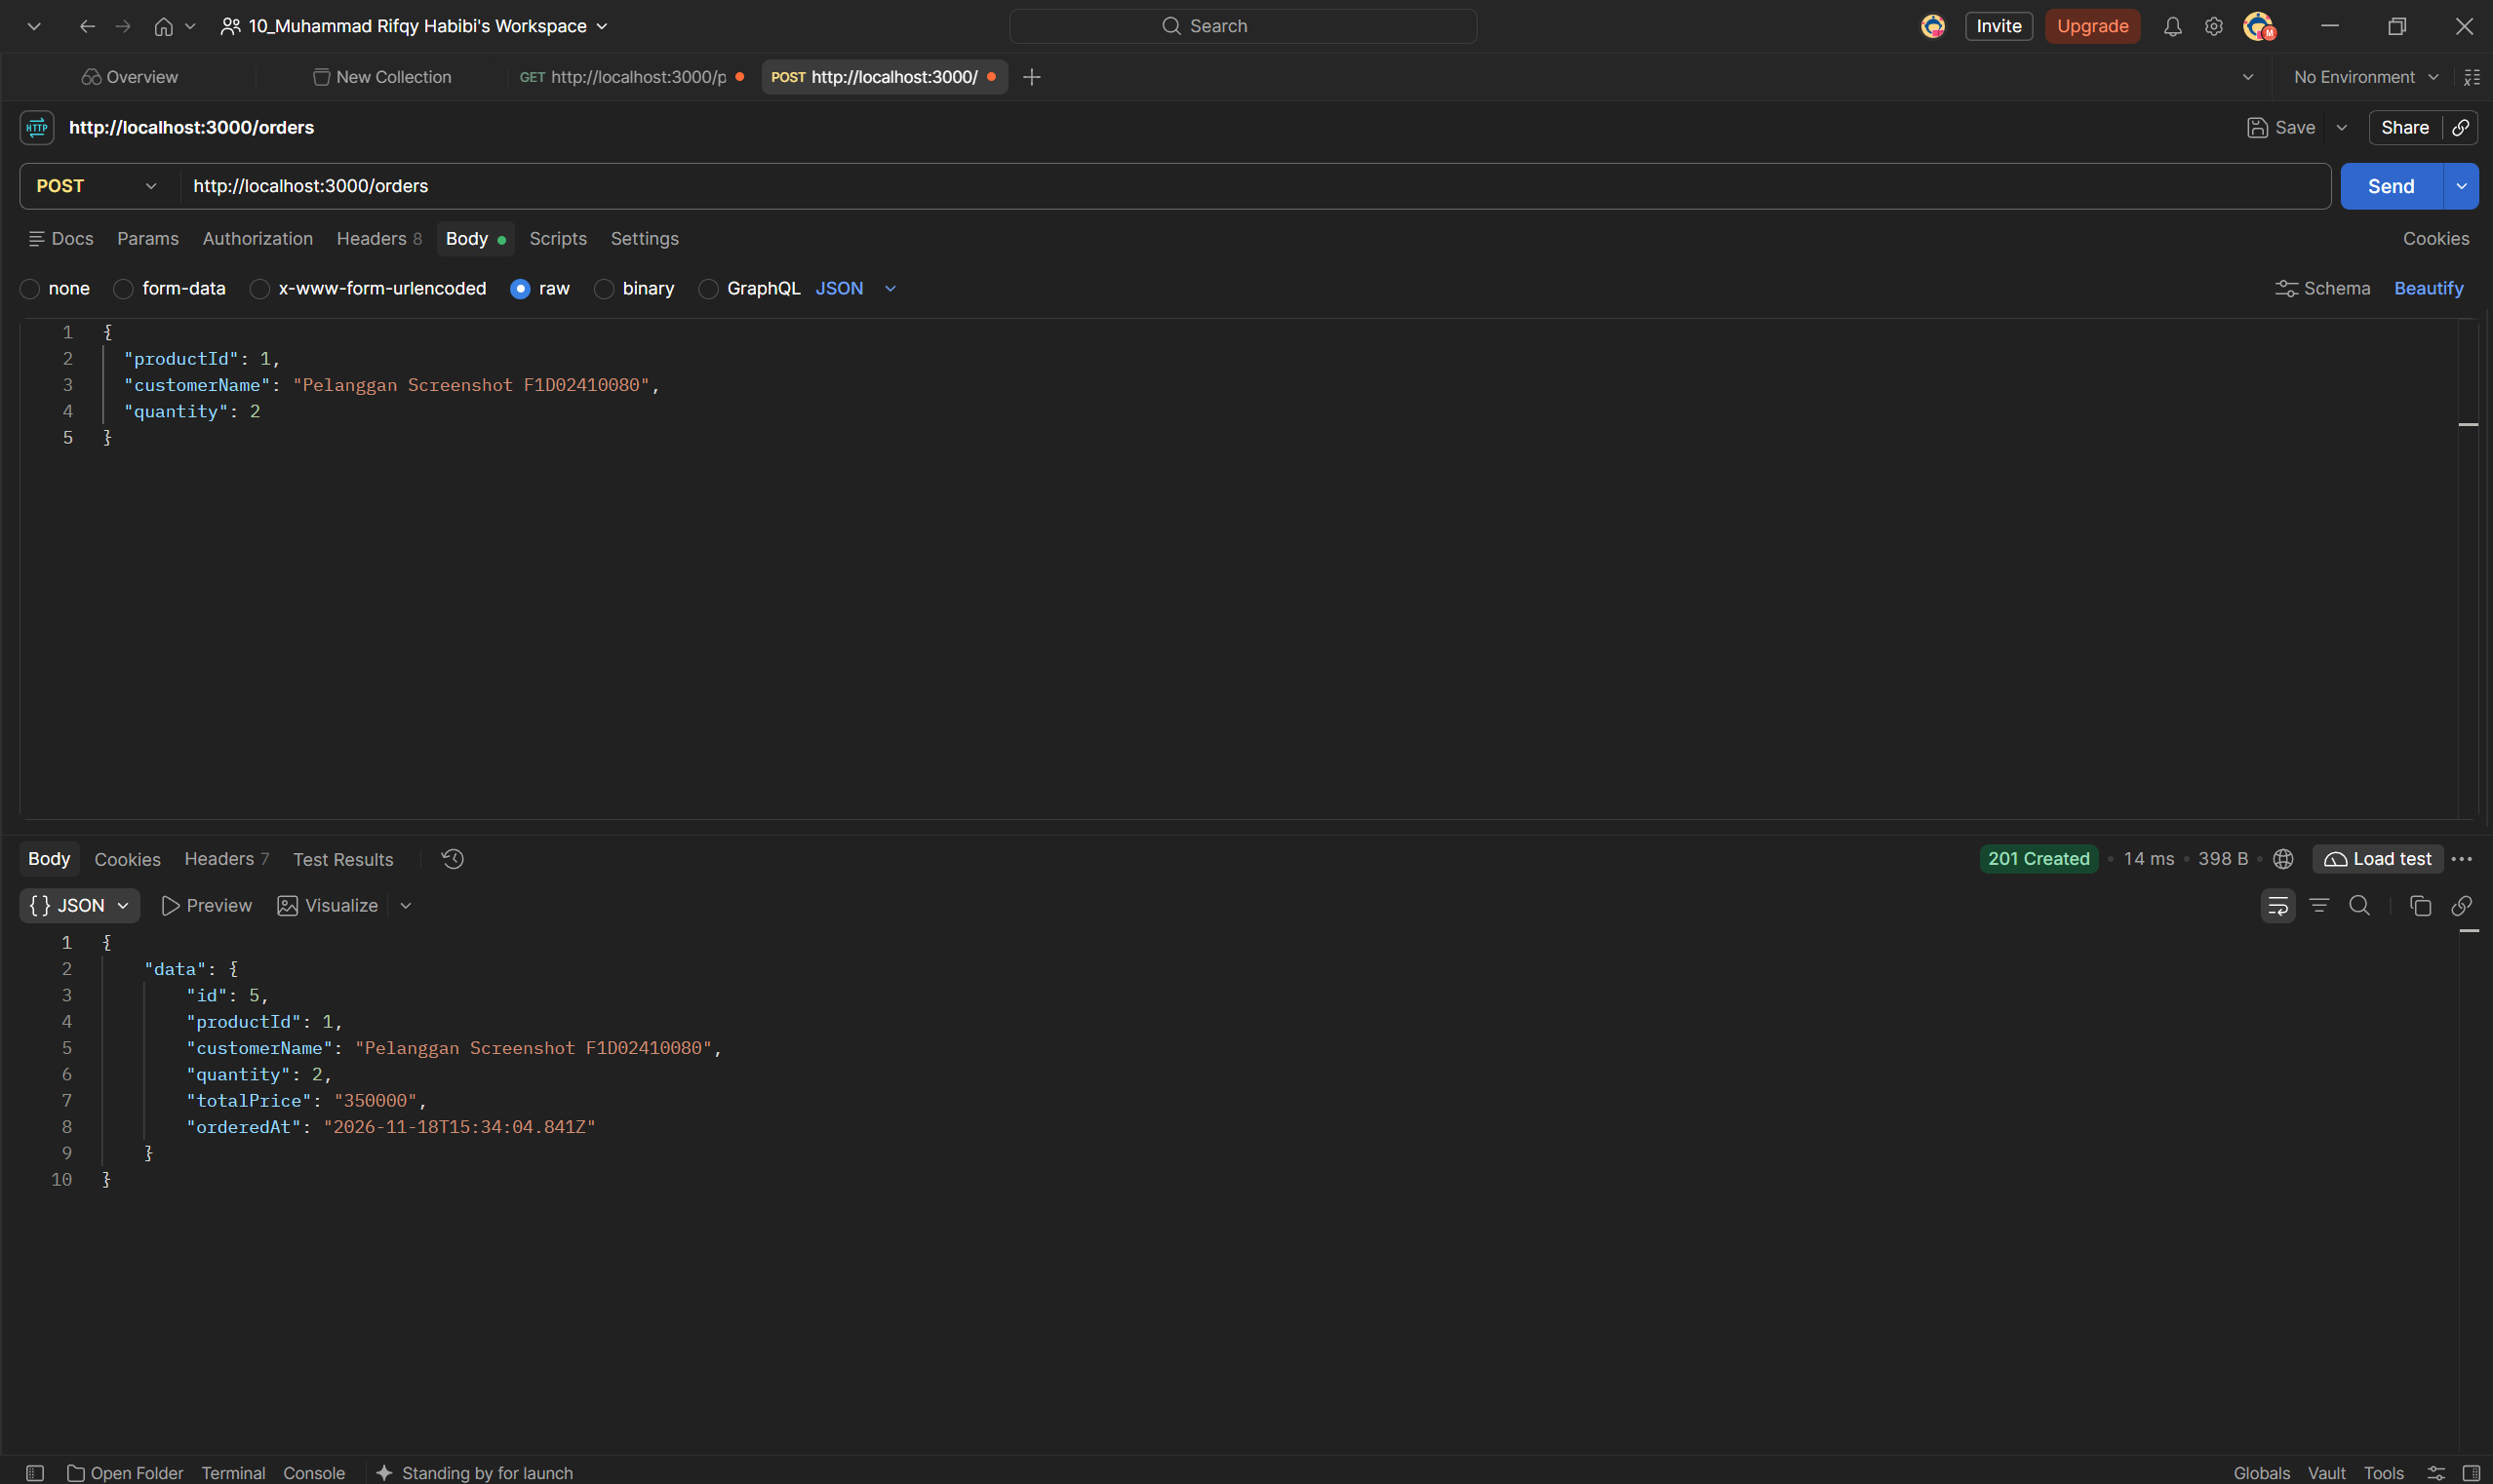 10_Muhammad Rifqy Habibi's Workspace
Search
Invite
Upgrade
M
Overview
New Collection
GET http://localhost:3000/p
POST http://localhost:3000/
No Environment
HTTP
http://localhost:3000/orders
Save
Share
POST
http://localhost:3000/orders
Send
Docs
Params
Authorization
Headers 8
Body
Scripts
Settings
Cookies
none
form-data
x-www-form-urlencoded
raw
binary
GraphQL
JSON
Schema
Beautify
1 {
2 "productId": 1,
3 "customerName": "Pelanggan Screenshot F1D02410080",
4 "quantity": 2
5 }
Body
Cookies
Headers 7
Test Results
201 Created
14 ms
398 B
Load test
{} JSON
Preview
Visualize
1 {
2 "data": {
3 "id": 5,
4 "productId": 1,
5 "customerName": "Pelanggan Screenshot F1D02410080",
6 "quantity": 2,
7 "totalPrice": "350000",
8 "orderedAt": "2026-11-18T15:34:04.841Z"
9 }
10 }
Open Folder
Terminal
Console
Standing by for launch
Globals
Vault
Tools